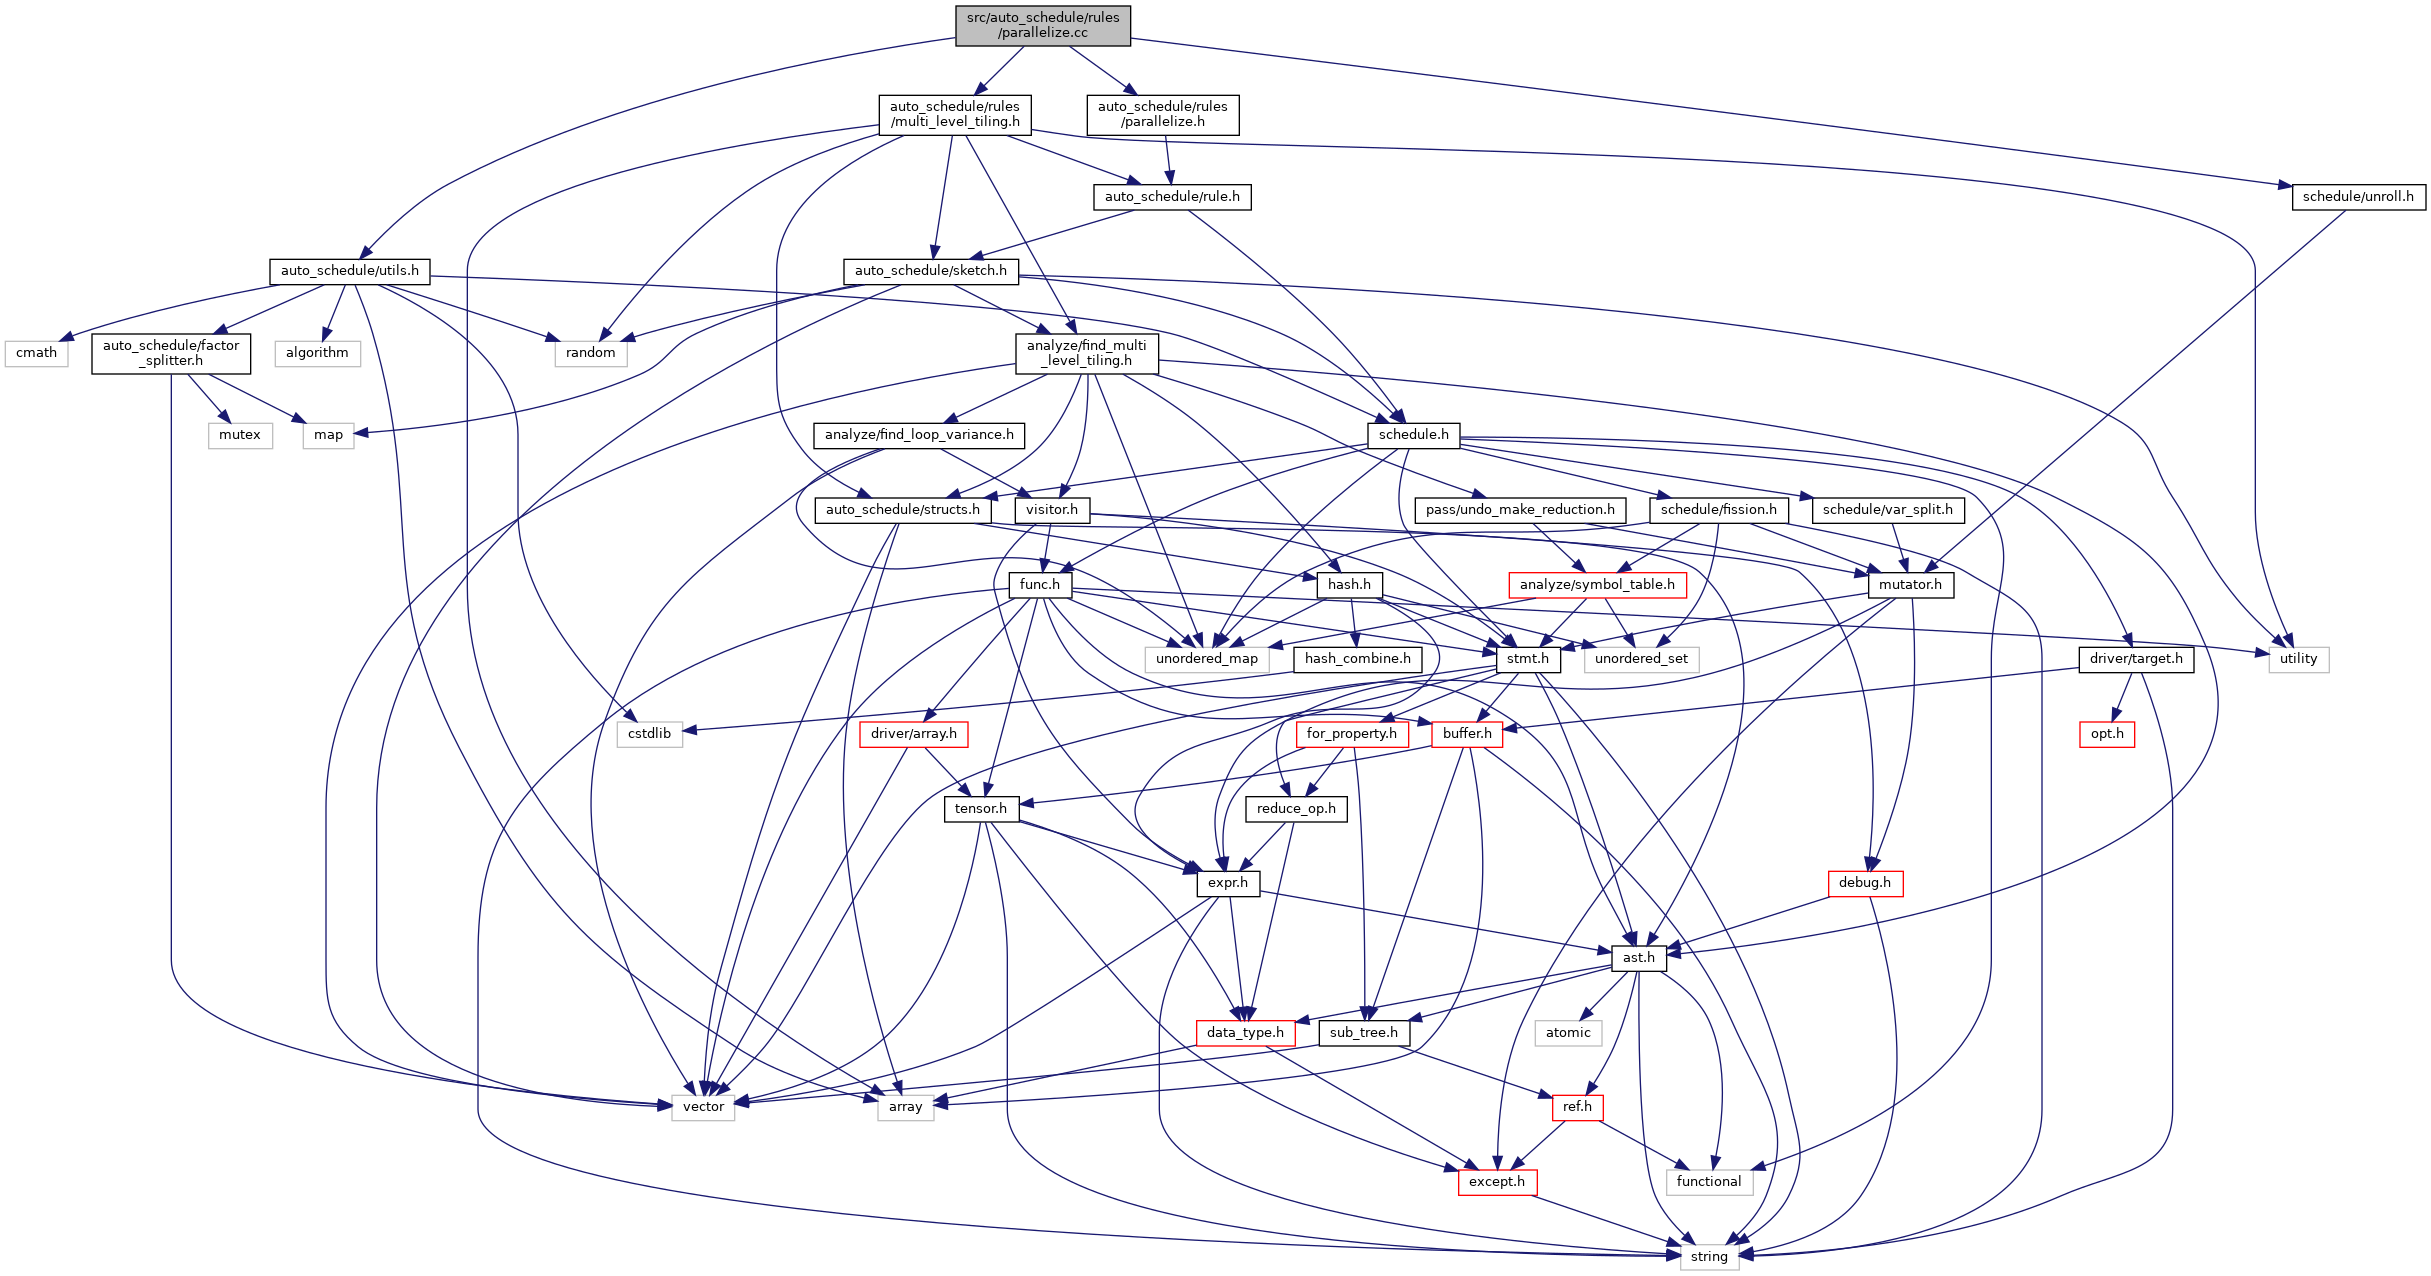 src/auto_schedule/rules
/parallelize.cc
auto_schedule/rules
/multi_level_tiling.h
auto_schedule/rules
/parallelize.h
auto_schedule/rule.h
schedule/unroll.h
auto_schedule/utils.h
auto_schedule/sketch.h
cmath
auto_schedule/factor
_splitter.h
algorithm
random
analyze/find_multi
_level_tiling.h
mutex
map
analyze/find_loop_variance.h
schedule.h
auto_schedule/structs.h
visitor.h
pass/undo_make_reduction.h
schedule/fission.h
schedule/var_split.h
func.h
hash.h
analyze/symbol_table.h
mutator.h
unordered_map
hash_combine.h
stmt.h
unordered_set
driver/target.h
utility
cstdlib
driver/array.h
for_property.h
buffer.h
opt.h
tensor.h
reduce_op.h
expr.h
debug.h
ast.h
data_type.h
sub_tree.h
atomic
vector
array
ref.h
except.h
functional
string